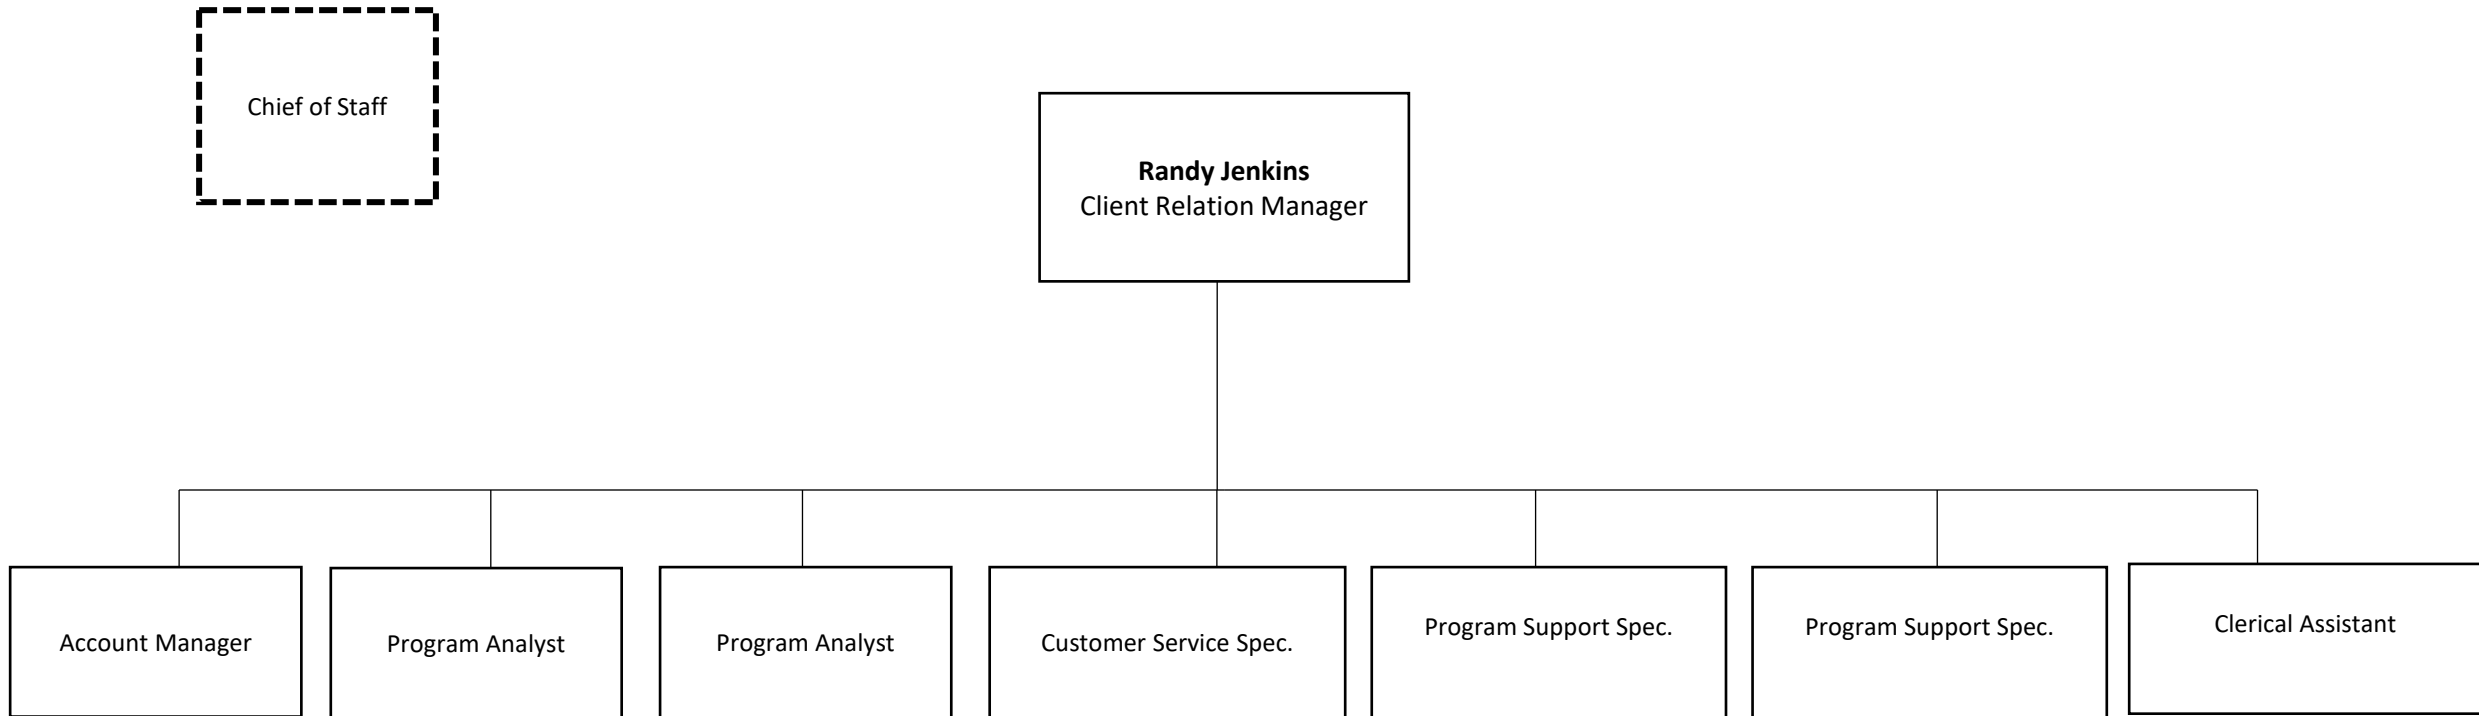 Chief of Staff
Randy Jenkins
Client Relation Manager
Account Manager
Program Analyst
Program Analyst
Customer Service Spec.
Program Support Spec.
Program Support Spec.
Clerical Assistant